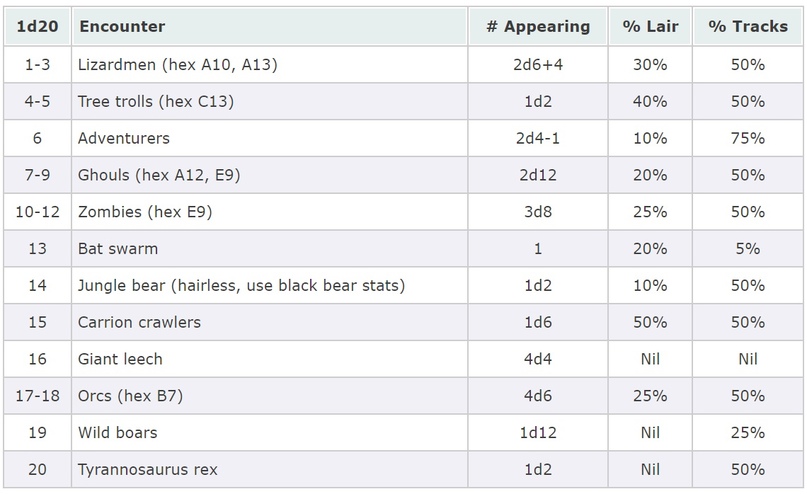 1d20 Encounter # Appearing % Lair % Tracks
1-3 Lizardmen (hex A10, A13) 2d6+4 30% 50%
4-5 Tree trolls (hex C13) 1d2 40% 50%
6 Adventurers 2d4-1 10% 75%
7-9 Ghouls (hex A12, E9) 2d12 20% 50%
10-12 Zombies (hex E9) 3d8 25% 50%
13 Bat swarm 1 20% 5%
14 Jungle bear (hairless, use black bear stats) 1d2 10% 50%
15 Carrion crawlers 1d6 50% 50%
16 Giant leech 4d4 Nil Nil
17-18 Orcs (hex B7) 4d6 25% 50%
19 Wild boars 1d12 Nil 25%
20 Tyrannosaurus rex 1d2 Nil 50%